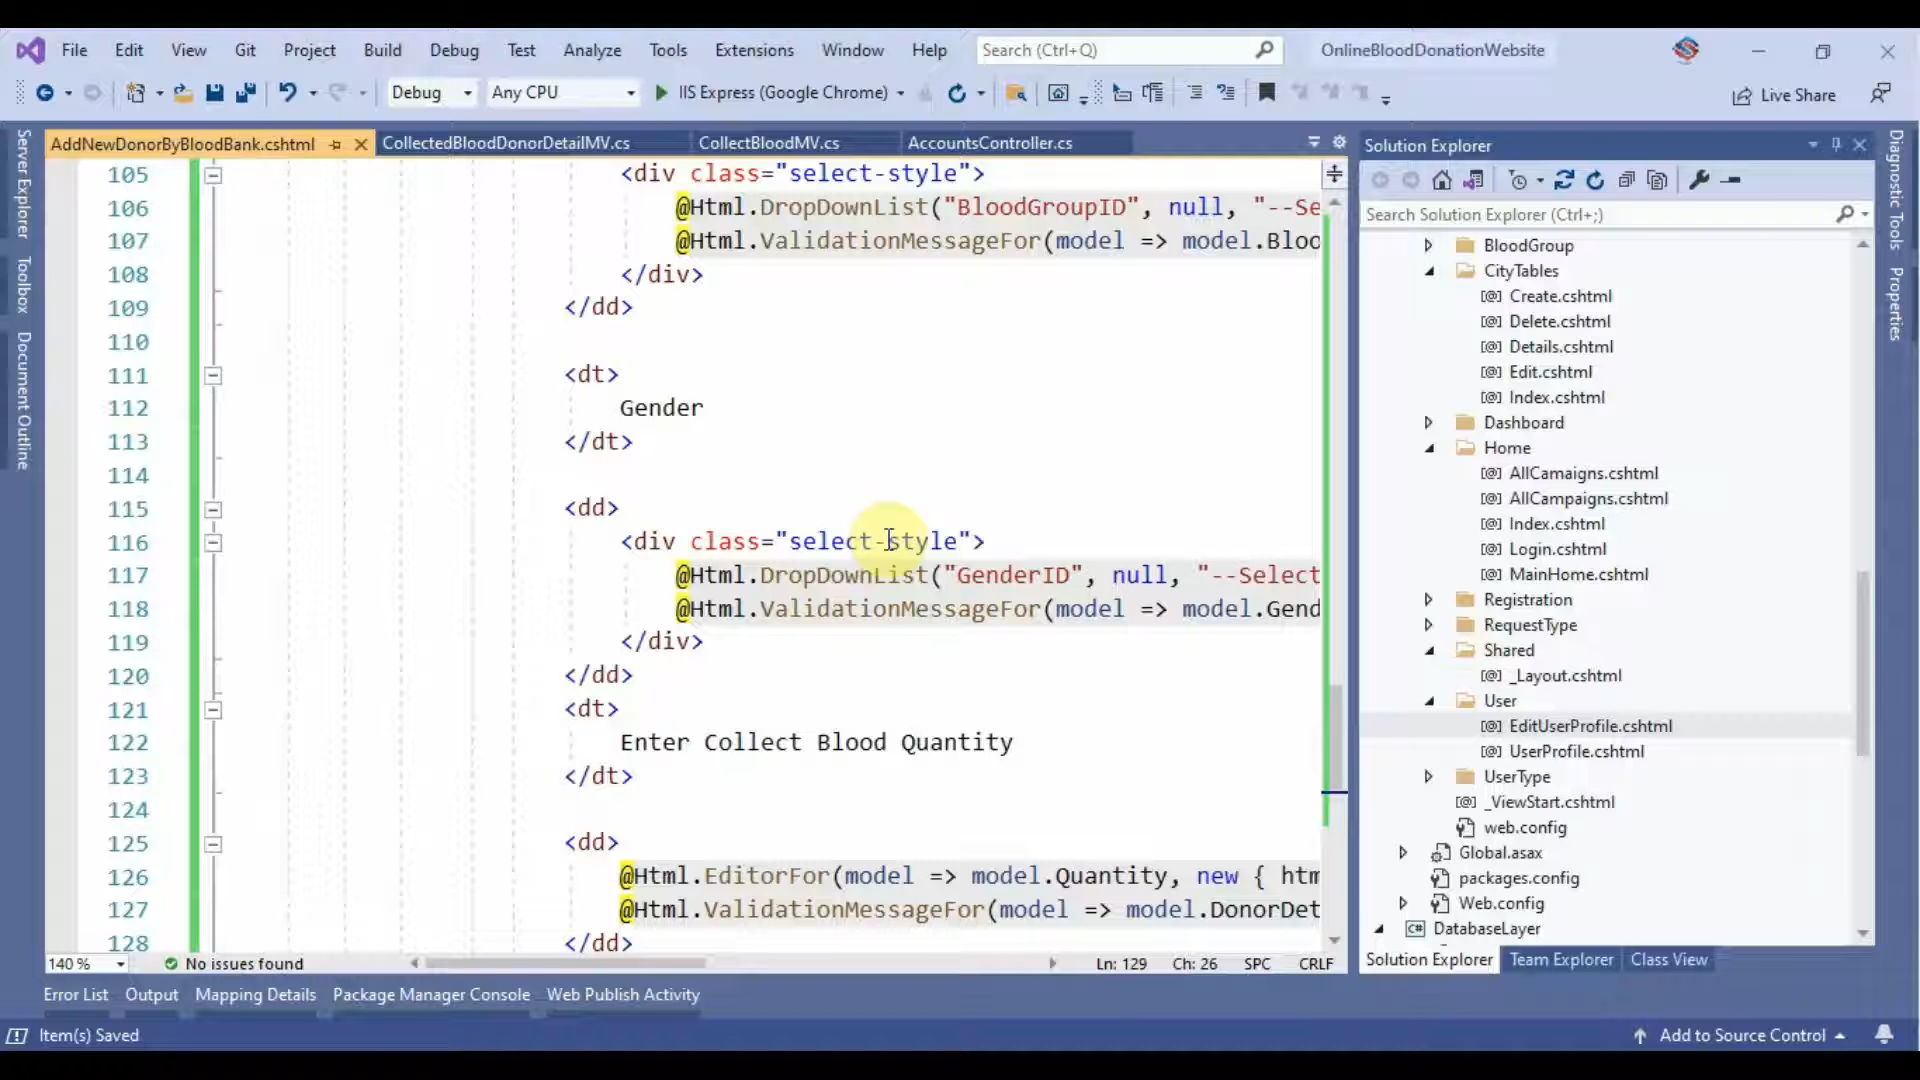 File Edit View Git Project Build Debug Test Analyze Tools Extensions Window Help Search (Ctrl+Q) OnlineBloodDonationWebsite
Debug Any CPU IIS Express (Google Chrome) Live Share
Server Explorer
Toolbox
Document Outline
AddNewDonorByBloodBank.cshtml CollectedBloodDonorDetailMV.cs CollectBloodMV.cs AccountsController.cs
105 <div class="select-style">
106 @Html.DropDownList("BloodGroupID", null, "--Se
107 @Html.ValidationMessageFor(model => model.Bloo
108 </div>
109 </dd>
110
111 <dt>
112 Gender
113 </dt>
114
115 <dd>
116 <div class="select-style">
117 @Html.DropDownList("GenderID", null, "--Select
118 @Html.ValidationMessageFor(model => model.Gend
119 </div>
120 </dd>
121 <dt>
122 Enter Collect Blood Quantity
123 </dt>
124
125 <dd>
126 @Html.EditorFor(model => model.Quantity, new { htm
127 @Html.ValidationMessageFor(model => model.DonorDet
128 </dd>
140 % No issues found Ln: 129 Ch: 26 SPC CRLF
Solution Explorer
Search Solution Explorer (Ctrl+;)
BloodGroup
CityTables
Create.cshtml
Delete.cshtml
Details.cshtml
Edit.cshtml
Index.cshtml
Dashboard
Home
AllCamaigns.cshtml
AllCampaigns.cshtml
Index.cshtml
Login.cshtml
MainHome.cshtml
Registration
RequestType
Shared
_Layout.cshtml
User
EditUserProfile.cshtml
UserProfile.cshtml
UserType
_ViewStart.cshtml
web.config
Global.asax
packages.config
Web.config
DatabaseLayer
Solution Explorer Team Explorer Class View
Diagnostic Tools
Properties
Error List Output Mapping Details Package Manager Console Web Publish Activity
Item(s) Saved Add to Source Control